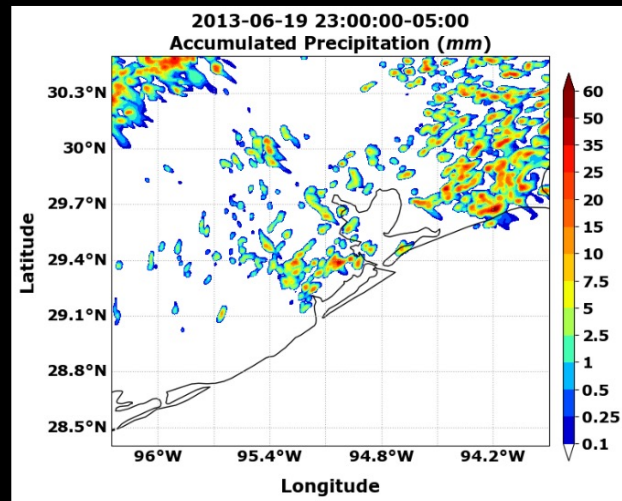 2013-06-19 23:00:00-05:00
Accumulated Precipitation (mm)
30.3°N
30°N
29.7°N
29.4°N
29.1°N
28.8°N
28.5°N
Latitude
96°W
95.4°W
94.8°W
94.2°W
Longitude
60
50
35
25
20
15
10
7.5
5
2.5
1
0.5
0.25
0.1